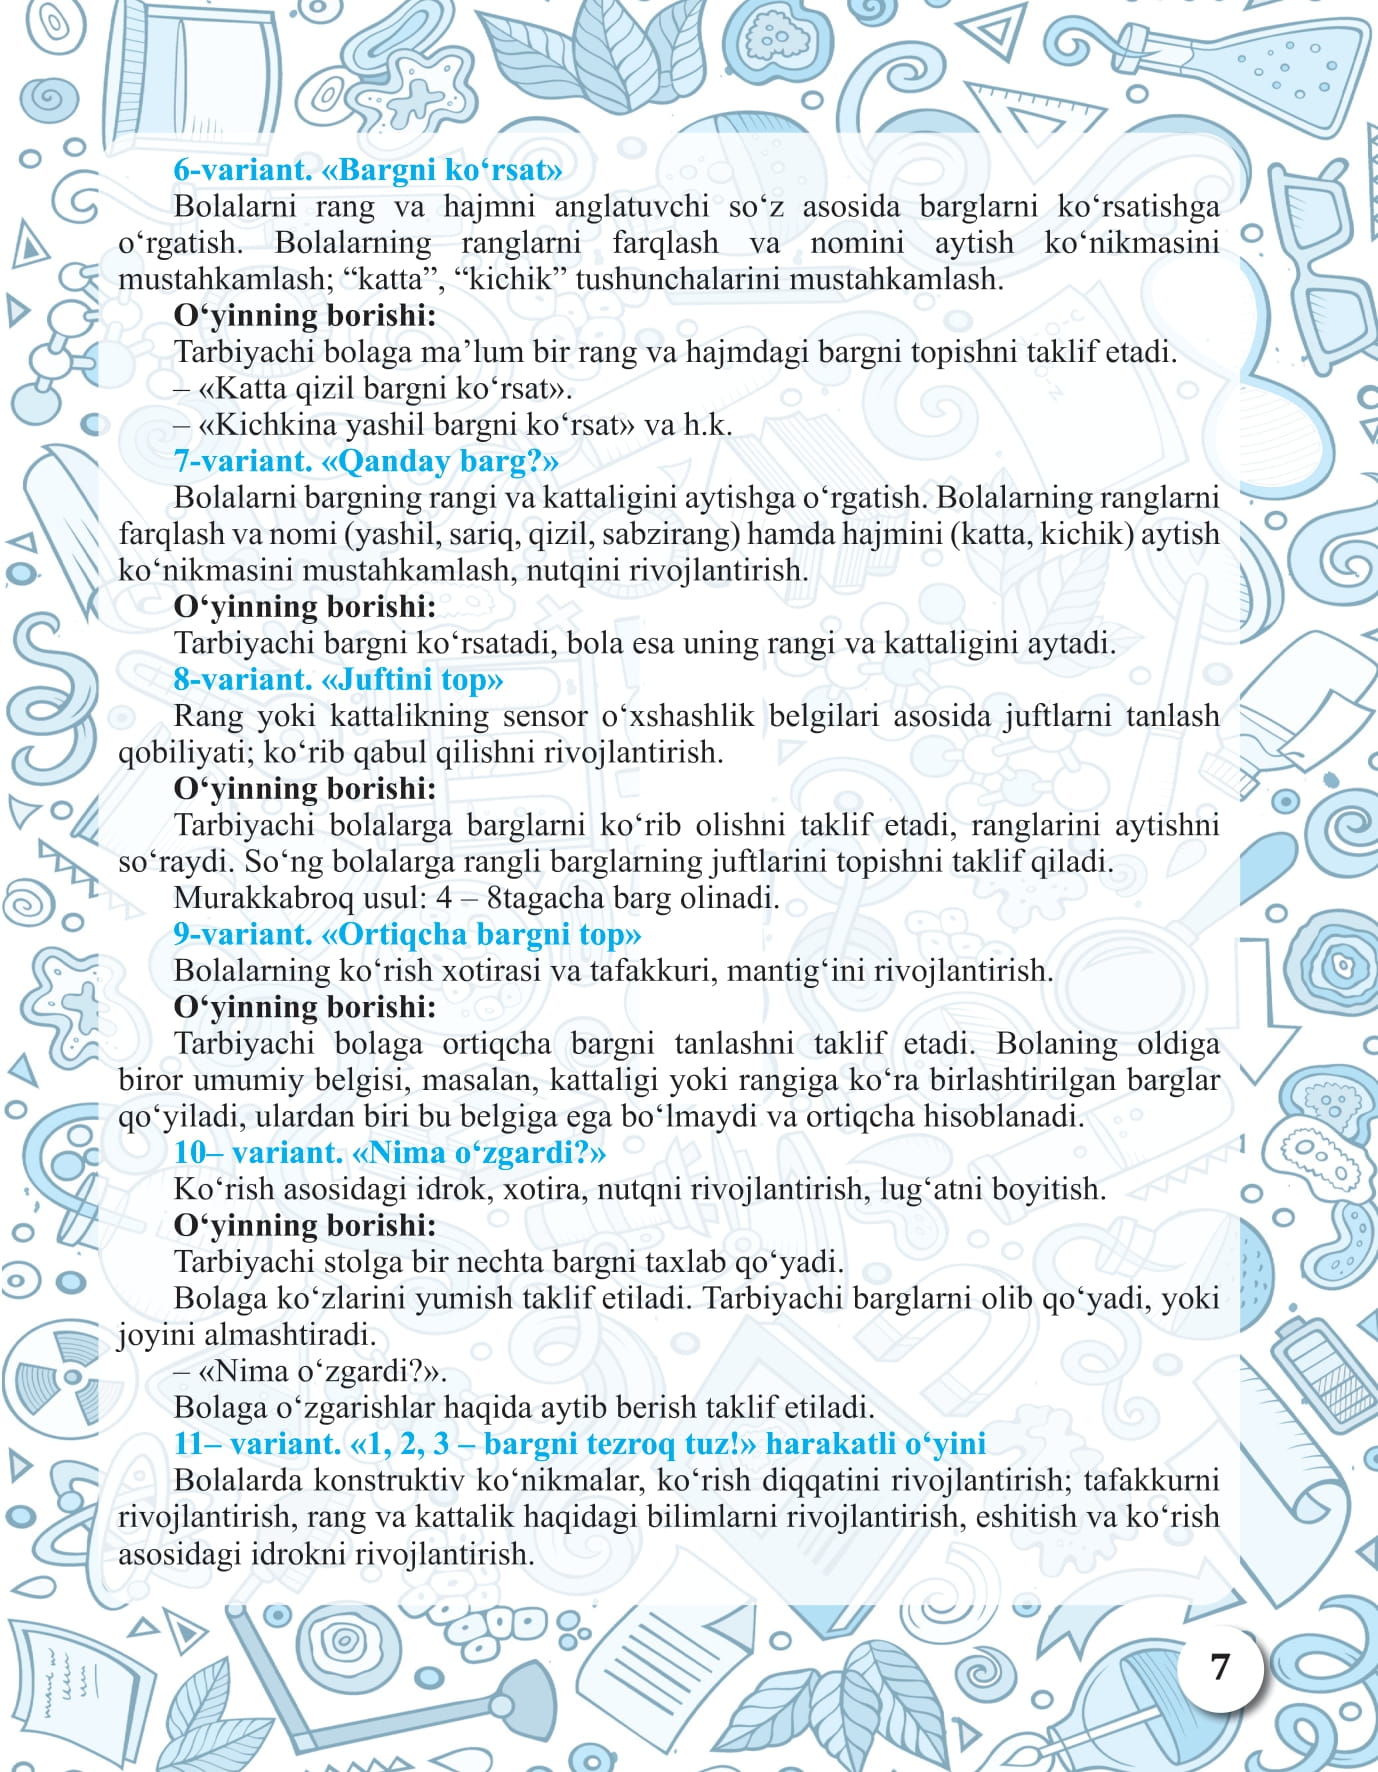 6-variant. «Bargni ko‘rsat»
Bolalarni rang va hajmni anglatuvchi so‘z asosida barglarni ko‘rsatishga
o‘rgatish. Bolalarning ranglarni farqlash va nomini aytish ko‘nikmasini
mustahkamlash; “katta”, “kichik” tushunchalarini mustahkamlash.
O‘yinning borishi:
Tarbiyachi bolaga ma’lum bir rang va hajmdagi bargni topishni taklif etadi.
– «Katta qizil bargni ko‘rsat».
– «Kichkina yashil bargni ko‘rsat» va h.k.
7-variant. «Qanday barg?»
Bolalarni bargning rangi va kattaligini aytishga o‘rgatish. Bolalarning ranglarni
farqlash va nomi (yashil, sariq, qizil, sabzirang) hamda hajmini (katta, kichik) aytish
ko‘nikmasini mustahkamlash, nutqini rivojlantirish.
O‘yinning borishi:
Tarbiyachi bargni ko‘rsatadi, bola esa uning rangi va kattaligini aytadi.
8-variant. «Juftini top»
Rang yoki kattalikning sensor o‘xshashlik belgilari asosida juftlarni tanlash
qobiliyati; ko‘rib qabul qilishni rivojlantirish.
O‘yinning borishi:
Tarbiyachi bolalarga barglarni ko‘rib olishni taklif etadi, ranglarini aytishni
so‘raydi. So‘ng bolalarga rangli barglarning juftlarini topishni taklif qiladi.
Murakkabroq usul: 4 – 8tagacha barg olinadi.
9-variant. «Ortiqcha bargni top»
Bolalarning ko‘rish xotirasi va tafakkuri, mantig‘ini rivojlantirish.
O‘yinning borishi:
Tarbiyachi bolaga ortiqcha bargni tanlashni taklif etadi. Bolaning oldiga
biror umumiy belgisi, masalan, kattaligi yoki rangiga ko‘ra birlashtirilgan barglar
qo‘yiladi, ulardan biri bu belgiga ega bo‘lmaydi va ortiqcha hisoblanadi.
10– variant. «Nima o‘zgardi?»
Ko‘rish asosidagi idrok, xotira, nutqni rivojlantirish, lug‘atni boyitish.
O‘yinning borishi:
Tarbiyachi stolga bir nechta bargni taxlab qo‘yadi.
Bolaga ko‘zlarini yumish taklif etiladi. Tarbiyachi barglarni olib qo‘yadi, yoki
joyini almashtiradi.
– «Nima o‘zgardi?».
Bolaga o‘zgarishlar haqida aytib berish taklif etiladi.
11– variant. «1, 2, 3 – bargni tezroq tuz!» harakatli o‘yini
Bolalarda konstruktiv ko‘nikmalar, ko‘rish diqqatini rivojlantirish; tafakkurni
rivojlantirish, rang va kattalik haqidagi bilimlarni rivojlantirish, eshitish va ko‘rish
asosidagi idrokni rivojlantirish.
7